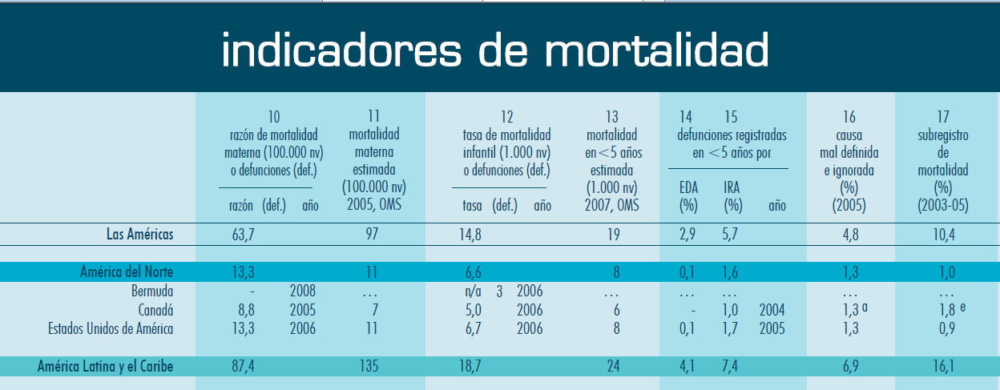 indicadores de mortalidad
10 11 12 13 14 15 16 17
razón de mortalidad mortalidad tasa de mortalidad mortalidad defunciones registradas causa subregistro
materna (100.000 nv) materna infantil (1.000 nv) en <5 años en <5 años por mal definida de
o defunciones (def.) estimada o defunciones (def.) estimada e ignorada mortalidad
(100.000 nv) (1.000 nv) EDA IRA (%) (%)
razón (def.) año 2005, OMS tasa (def.) año 2007, OMS (%) (%) año (2005) (2003-05)
Las Américas 63,7 97 14,8 19 2,9 5,7 4,8 10,4
América del Norte 13,3 11 6,6 8 0,1 1,6 1,3 1,0
Bermuda - 2008 ... n/a 3 2006 ... ... ... ... ...
Canadá 8,8 2005 7 5,0 2006 6 - 1,0 2004 1,3 a 1,8 e
Estados Unidos de América 13,3 2006 11 6,7 2006 8 0,1 1,7 2005 1,3 0,9
América Latina y el Caribe 87,4 135 18,7 24 4,1 7,4 6,9 16,1